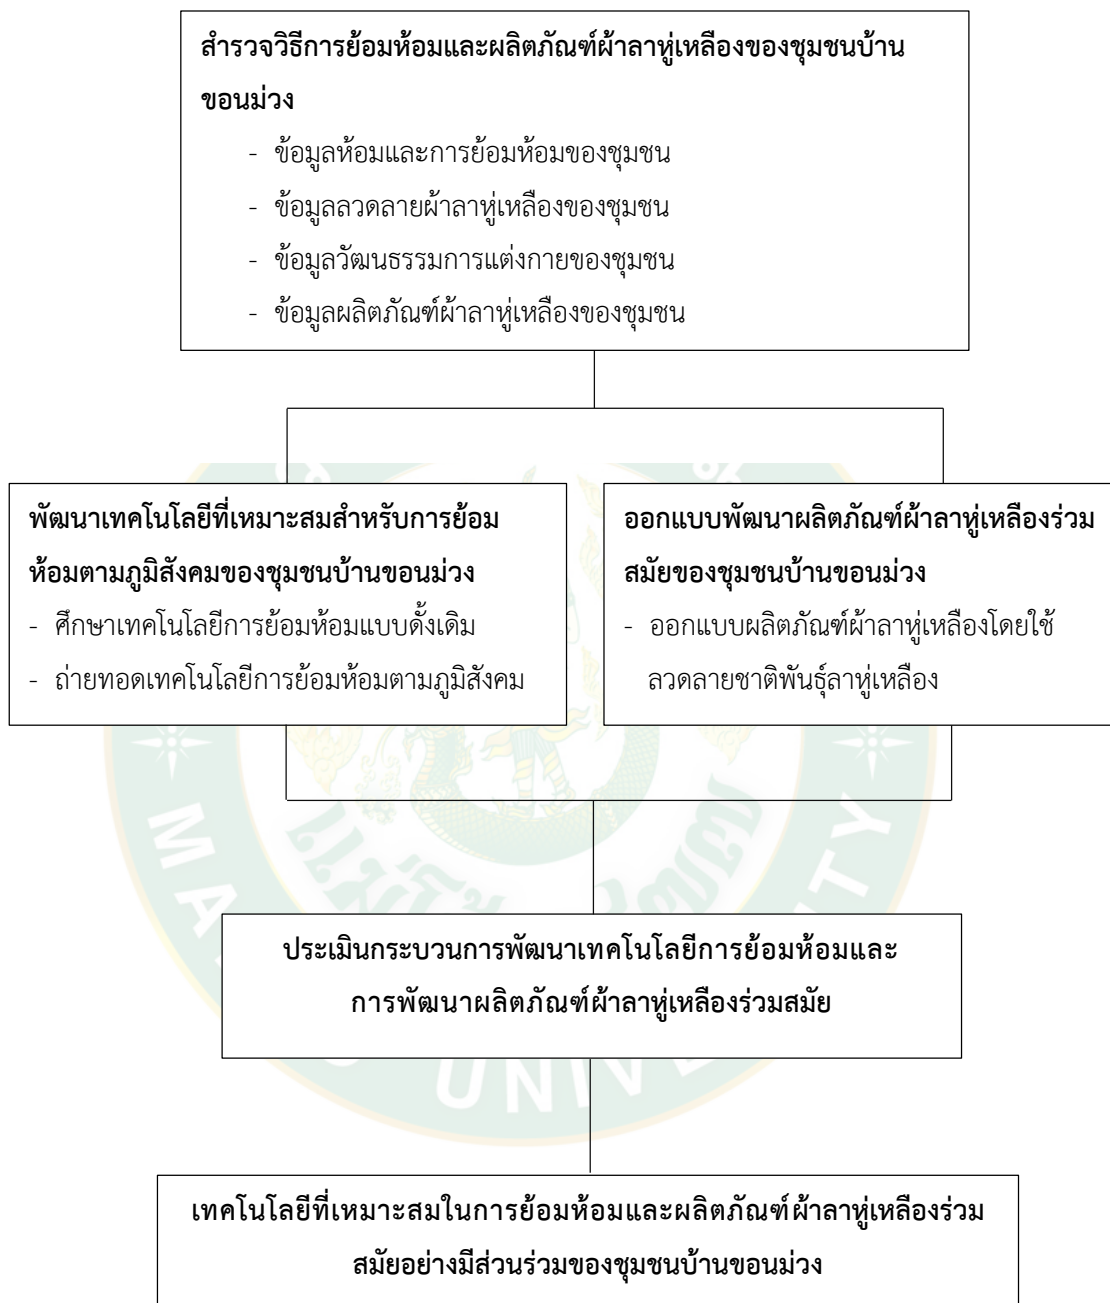 สำรวจวิธีการย้อมห้อมและผลิตภัณฑ์ผ้าลาหู่เหลืองของชุมชนบ้าน
ขอนม่วง
- ข้อมูลห้อมและการย้อมห้อมของชุมชน
- ข้อมูลลวดลายผ้าลาหู่เหลืองของชุมชน
- ข้อมูลวัฒนธรรมการแต่งกายของชุมชน
- ข้อมูลผลิตภัณฑ์ผ้าลาหู่เหลืองของชุมชน
พัฒนาเทคโนโลยีที่เหมาะสมสำหรับการย้อม
ห้อมตามภูมิสังคมของชุมชนบ้านขอนม่วง
- ศึกษาเทคโนโลยีการย้อมห้อมแบบดั้งเดิม
- ถ่ายทอดเทคโนโลยีการย้อมห้อมตามภูมิสังคม
ออกแบบพัฒนาผลิตภัณฑ์ผ้าลาหู่เหลืองร่วม
สมัยของชุมชนบ้านขอนม่วง
- ออกแบบผลิตภัณฑ์ผ้าลาหู่เหลืองโดยใช้
ลวดลายชาติพันธุ์ลาหู่เหลือง
ประเมินกระบวนการพัฒนาเทคโนโลยีการย้อมห้อมและ
การพัฒนาผลิตภัณฑ์ผ้าลาหู่เหลืองร่วมสมัย
เทคโนโลยีที่เหมาะสมในการย้อมห้อมและผลิตภัณฑ์ผ้าลาหู่เหลืองร่วม
สมัยอย่างมีส่วนร่วมของชุมชนบ้านขอนม่วง